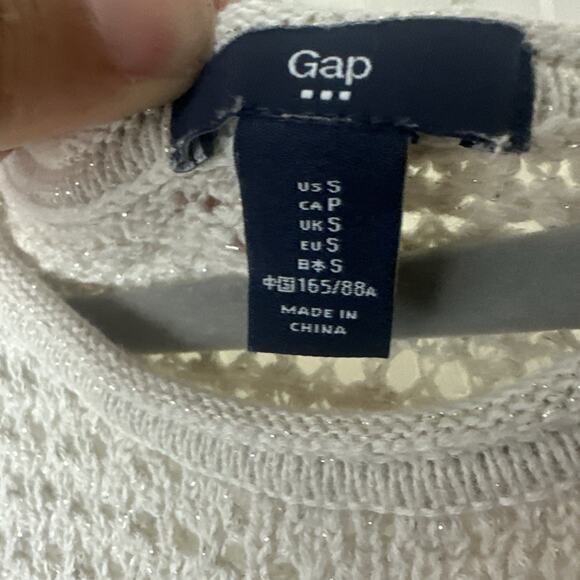 Gap
US S
CA P
UK S
EU S
日本 S
中国 165/88A
MADE IN
CHINA